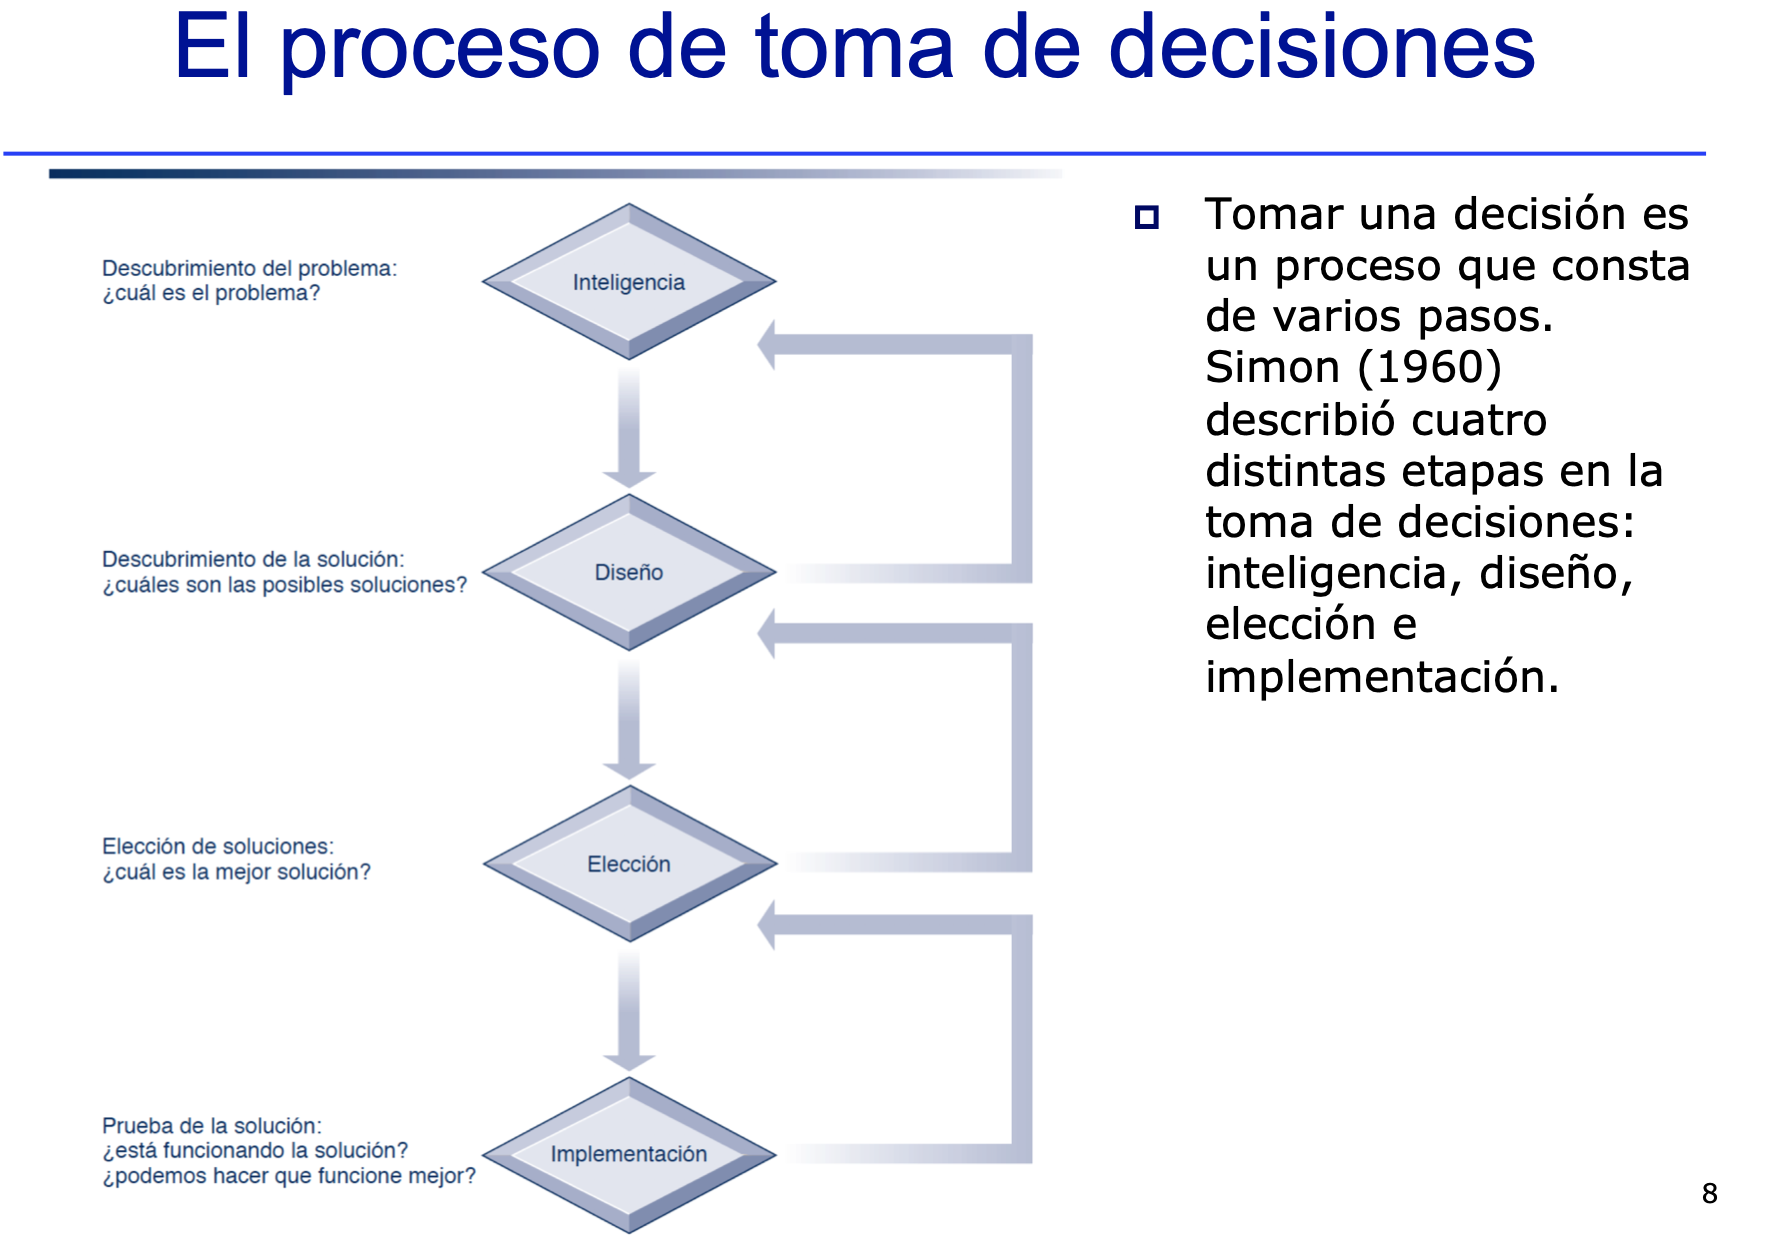 El proceso de toma de decisiones
Descubrimiento del problema:
¿cuál es el problema?
Inteligencia
Descubrimiento de la solución:
¿cuáles son las posibles soluciones?
Diseño
Elección de soluciones:
¿cuál es la mejor solución?
Elección
Prueba de la solución:
¿está funcionando la solución?
¿podemos hacer que funcione mejor?
Implementación
Tomar una decisión es
un proceso que consta
de varios pasos.
Simon (1960)
describió cuatro
distintas etapas en la
toma de decisiones:
inteligencia, diseño,
elección e
implementación.
8